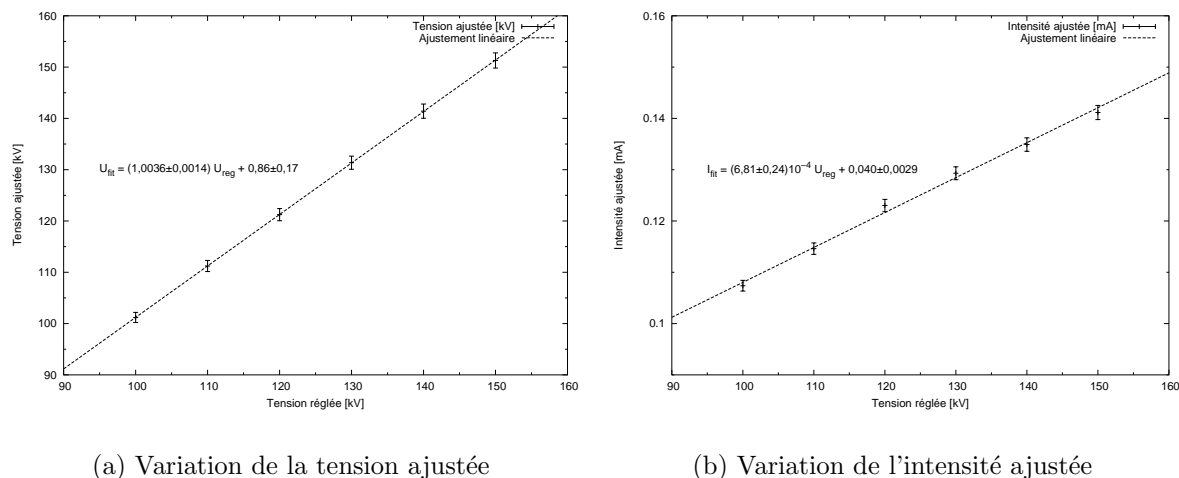 160
150
140
130
120
110
100
90
90 100 110 120 130 140 150 160
Tension ajustée [kV]
Tension réglée [kV]
Tension ajustée [kV]
Ajustement linéaire
U_fit = (1,0036±0,0014) U_reg + 0,86±0,17
(a) Variation de la tension ajustée
0.16
0.14
0.12
0.1
90 100 110 120 130 140 150 160
Intensité ajustée [mA]
Tension réglée [kV]
Intensité ajustée [mA]
Ajustement linéaire
I_fit = (6,81±0,24)10⁻⁴ U_reg + 0,040±0,0029
(b) Variation de l'intensité ajustée